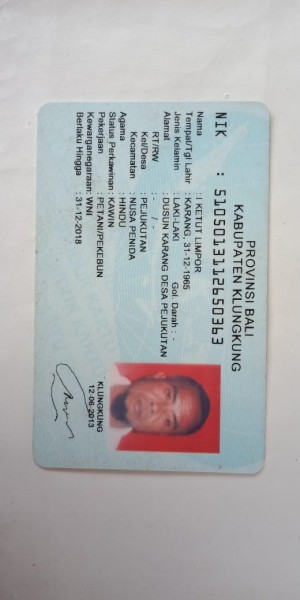 PROVINSI BALI
KABUPATEN KLUNGKUNG
NIK : 5105013112650363
Nama : I KETUT LIMPOR
Tempat/Tgl Lahir : KARANG, 31-12-1965
Jenis Kelamin : LAKI-LAKI Gol. Darah : -
Alamat : DUSUN KARANG DESA PEJUKUTAN
RT/RW : - / -
Kel/Desa : PEJUKUTAN
Kecamatan : NUSA PENIDA
Agama : HINDU
Status Perkawinan : KAWIN
Pekerjaan : PETANI/PEKEBUN
Kewarganegaraan: WNI
Berlaku Hingga : 31-12-2018
KLUNGKUNG
12-06-2013